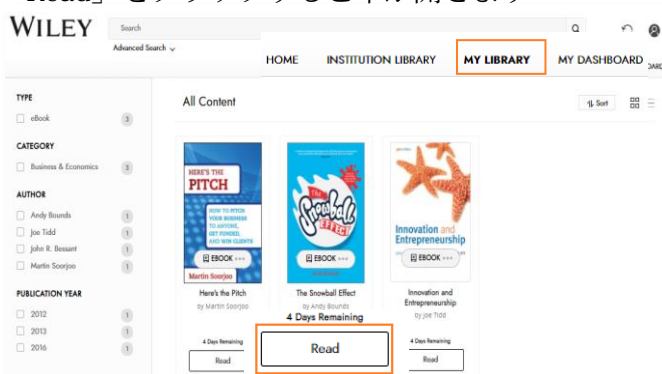 Read」をクリックすると本が開きます
WILEY
Search
Advanced Search
HOME INSTITUTION LIBRARY MY LIBRARY MY DASHBOARD
TYPE
eBook 3
CATEGORY
Business & Economics 3
AUTHOR
Andy Bounds 1
Joe Tidd 1
John R. Bessant 1
Martin Soorjoo 1
PUBLICATION YEAR
2012 1
2013 1
2016 1
All Content
Sort
HERE'S THE
PITCH
HOW TO PITCH
YOUR BUSINESS
TO ANYONE,
GET FUNDED,
AND WIN CLIENTS
EBOOK
Martin Soorjoo
Here's the Pitch
by Martin Soorjoo
4 Days Remaining
Read
The
Snowball
EFFECT
EBOOK
The Snowball Effect
by Andy Bounds
4 Days Remaining
Read
Innovation and
Entrepreneurship
EBOOK
Innovation and
Entrepreneurship
by Joe Tidd
4 Days Remaining
Read